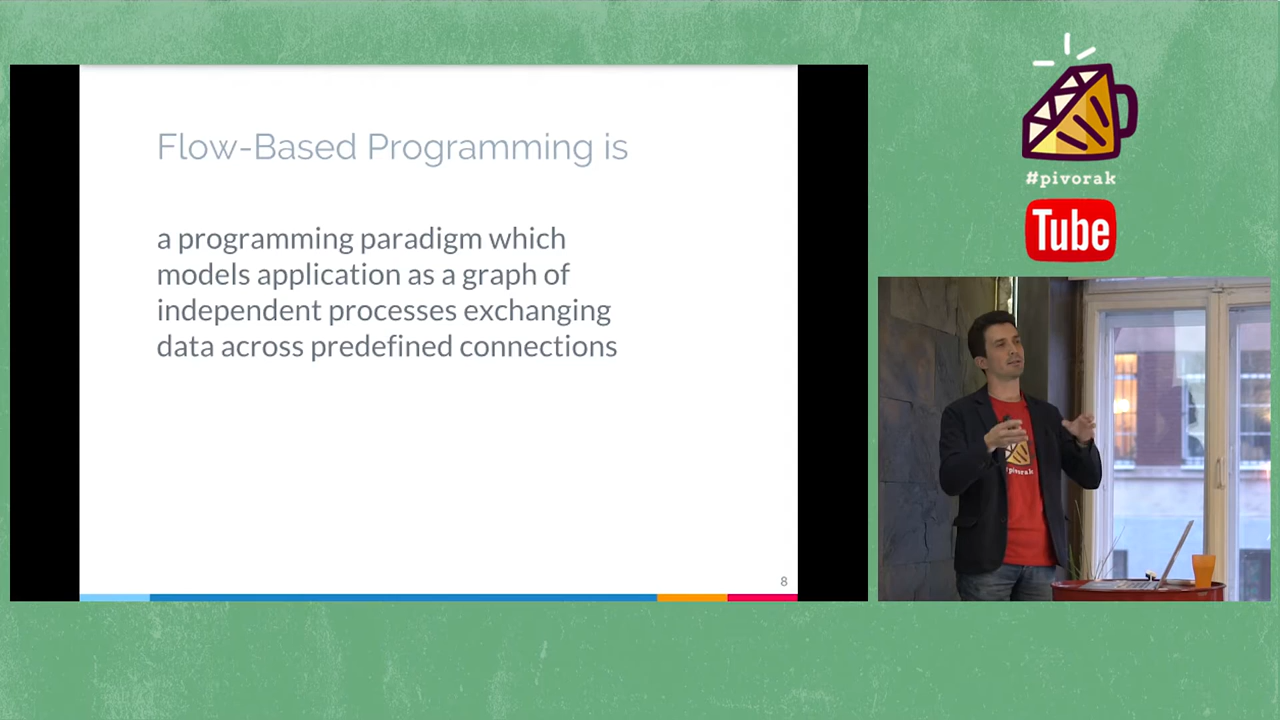 Flow-Based Programming is
a programming paradigm which
models application as a graph of
independent processes exchanging
data across predefined connections
8
#pivorak
Tube
#pivorak